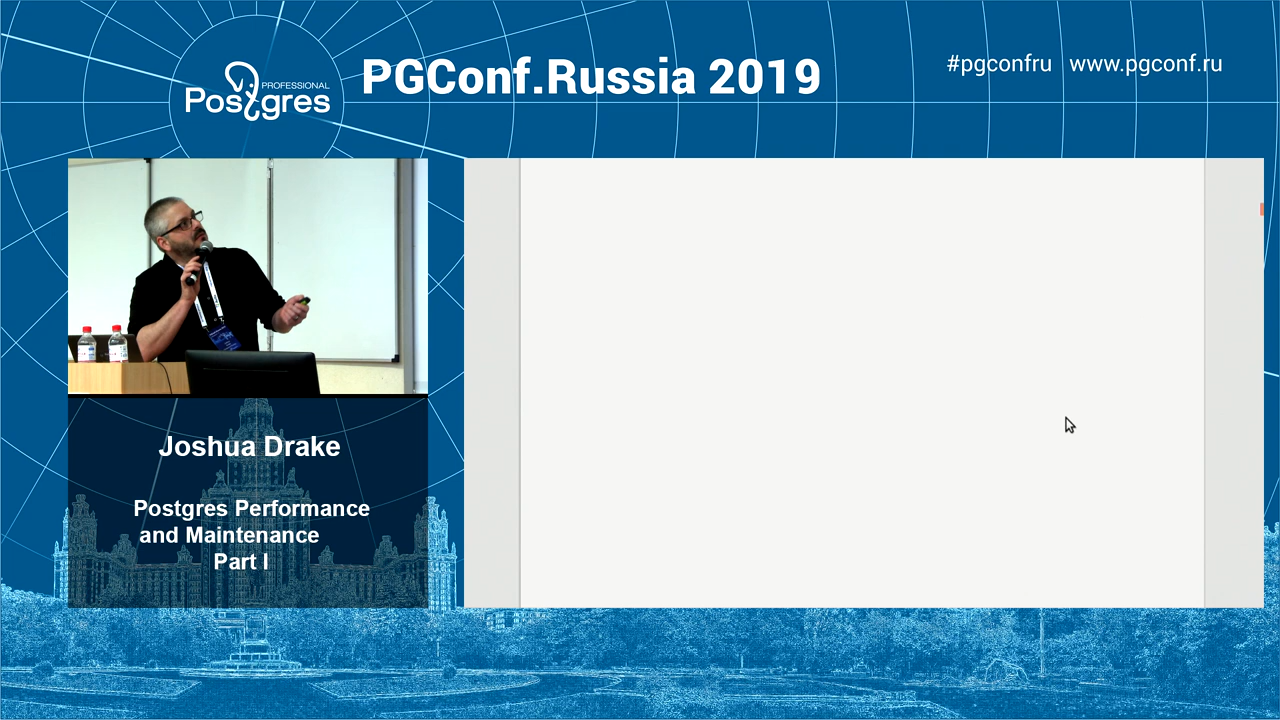 PROFESSIONAL
Postgres
PGConf.Russia 2019
#pgconfru www.pgconf.ru
Joshua Drake
Postgres Performance
and Maintenance
Part I